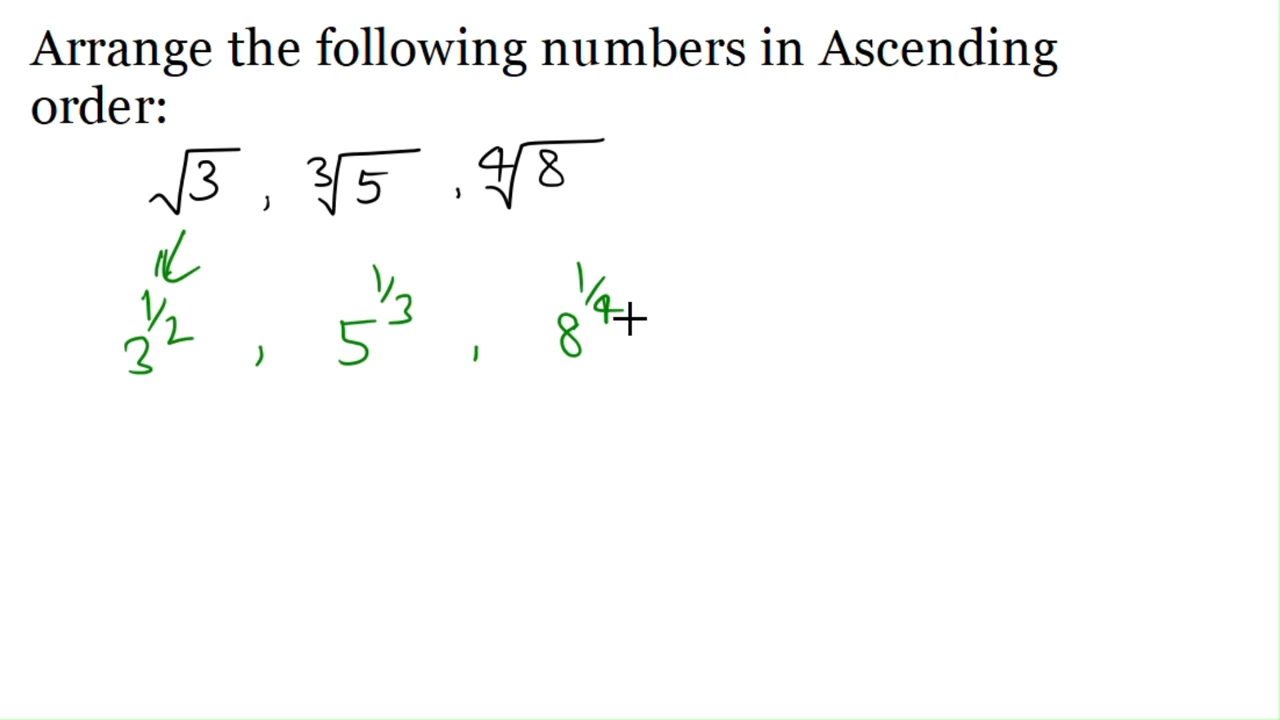 Arrange the following numbers in Ascending
order:
√3 , ∛5 , ∜8
3^1/2 , 5^1/3 , 8^1/4